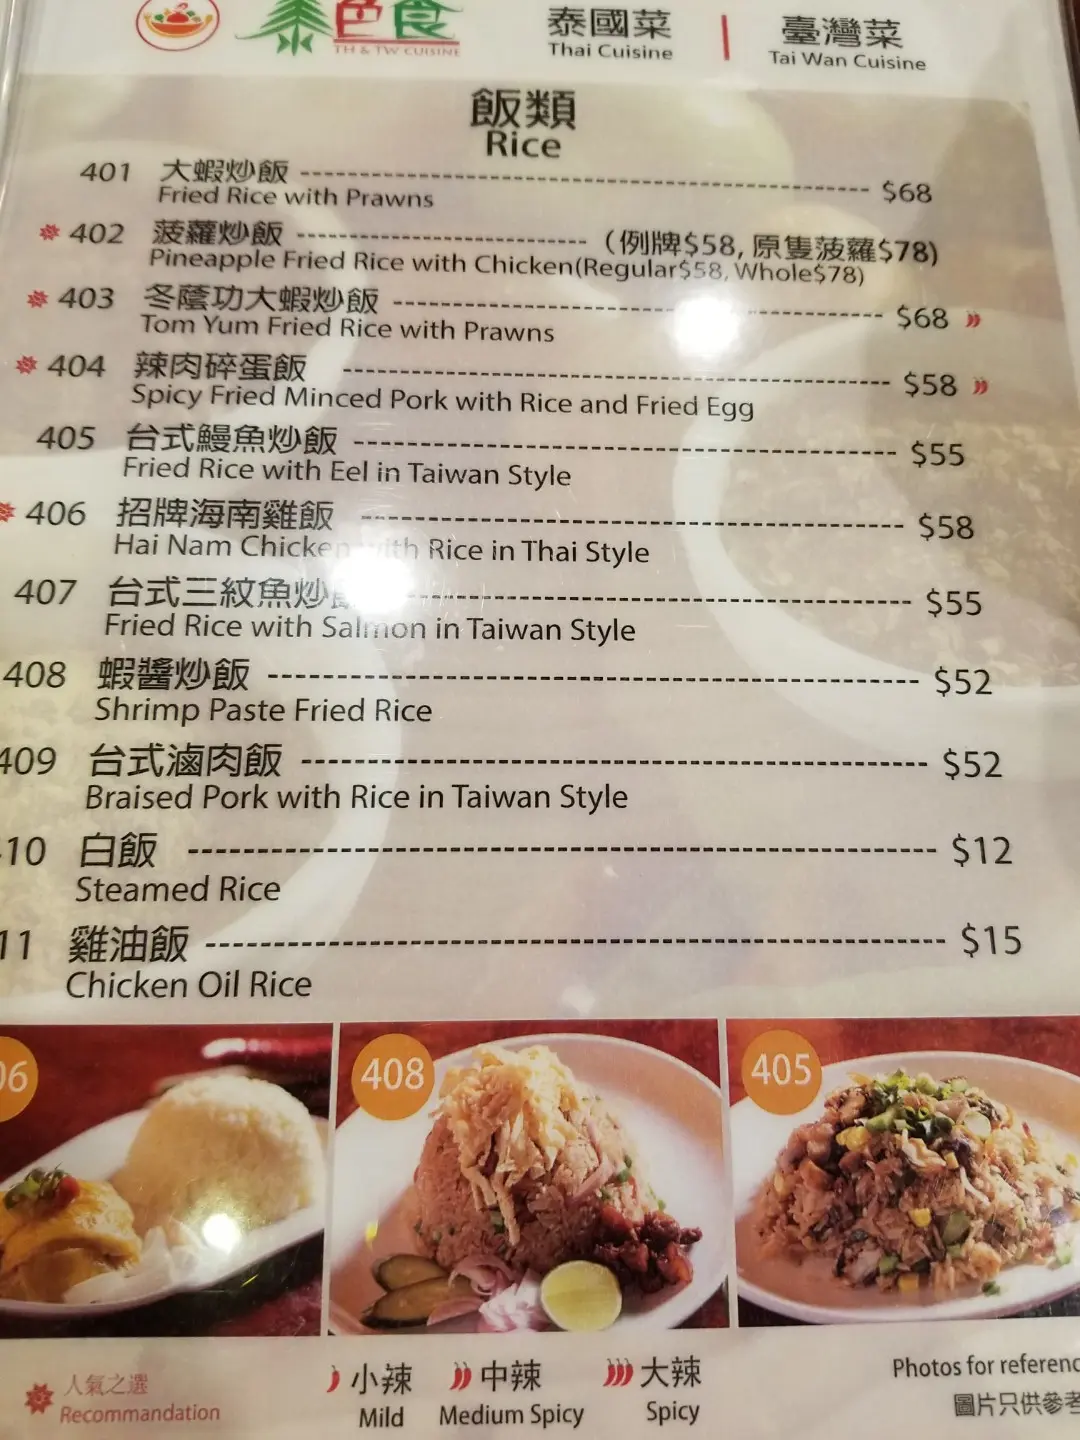 泰色食
TH & TW CUISINE
泰國菜
Thai Cuisine
臺灣菜
Tai Wan Cuisine
飯類
Rice
401 大蝦炒飯 $68
Fried Rice with Prawns
402 菠蘿炒飯 (例牌$58, 原隻菠蘿$78)
Pineapple Fried Rice with Chicken(Regular$58, Whole$78)
403 冬蔭功大蝦炒飯 $68
Tom Yum Fried Rice with Prawns
404 辣肉碎蛋飯 $58
Spicy Fried Minced Pork with Rice and Fried Egg
405 台式鰻魚炒飯 $55
Fried Rice with Eel in Taiwan Style
406 招牌海南雞飯 $58
Hai Nam Chicken with Rice in Thai Style
407 台式三紋魚炒飯 $55
Fried Rice with Salmon in Taiwan Style
408 蝦醬炒飯 $52
Shrimp Paste Fried Rice
409 台式滷肉飯 $52
Braised Pork with Rice in Taiwan Style
10 白飯 $12
Steamed Rice
11 雞油飯 $15
Chicken Oil Rice
06
408
405
人氣之選
Recommandation
小辣
Mild
中辣
Medium Spicy
大辣
Spicy
Photos for referenc
圖片只供參考